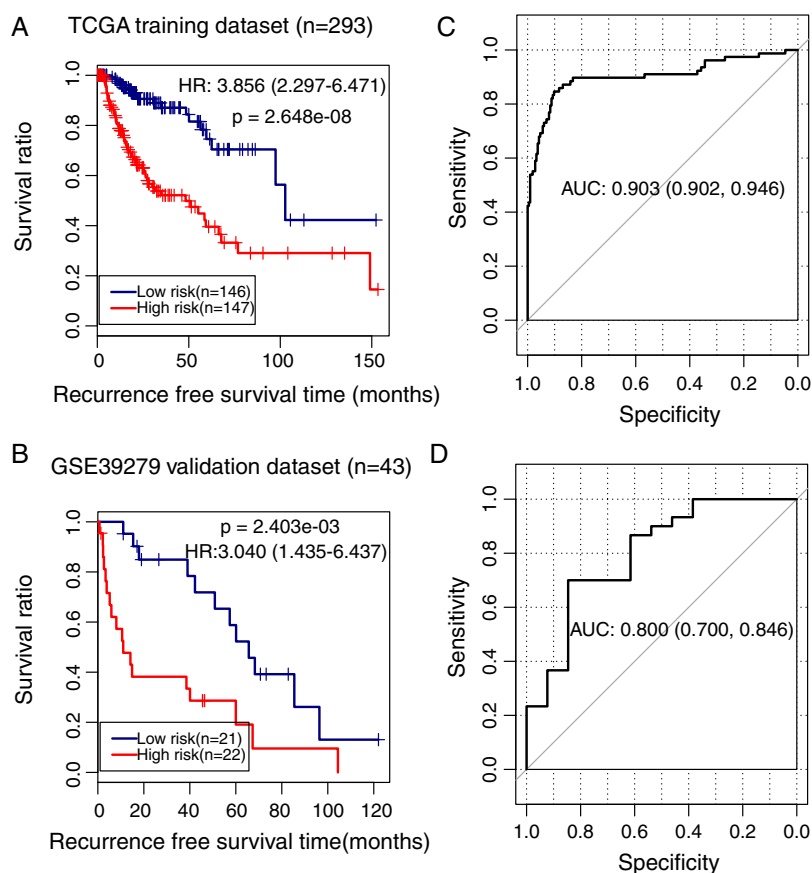 A
TCGA training dataset (n=293)
HR: 3.856 (2.297-6.471)
p = 2.648e-08
Survival ratio
0.0 0.2 0.4 0.6 0.8 1.0
Low risk(n=146)
High risk(n=147)
0 50 100 150
Recurrence free survival time (months)
C
Sensitivity
0.0 0.2 0.4 0.6 0.8 1.0
AUC: 0.903 (0.902, 0.946)
1.0 0.8 0.6 0.4 0.2 0.0
Specificity
B
GSE39279 validation dataset (n=43)
p = 2.403e-03
HR:3.040 (1.435-6.437)
Survival ratio
0.0 0.2 0.4 0.6 0.8 1.0
Low risk(n=21)
High risk(n=22)
0 20 40 60 80 100 120
Recurrence free survival time(months)
D
Sensitivity
0.0 0.2 0.4 0.6 0.8 1.0
AUC: 0.800 (0.700, 0.846)
1.0 0.8 0.6 0.4 0.2 0.0
Specificity